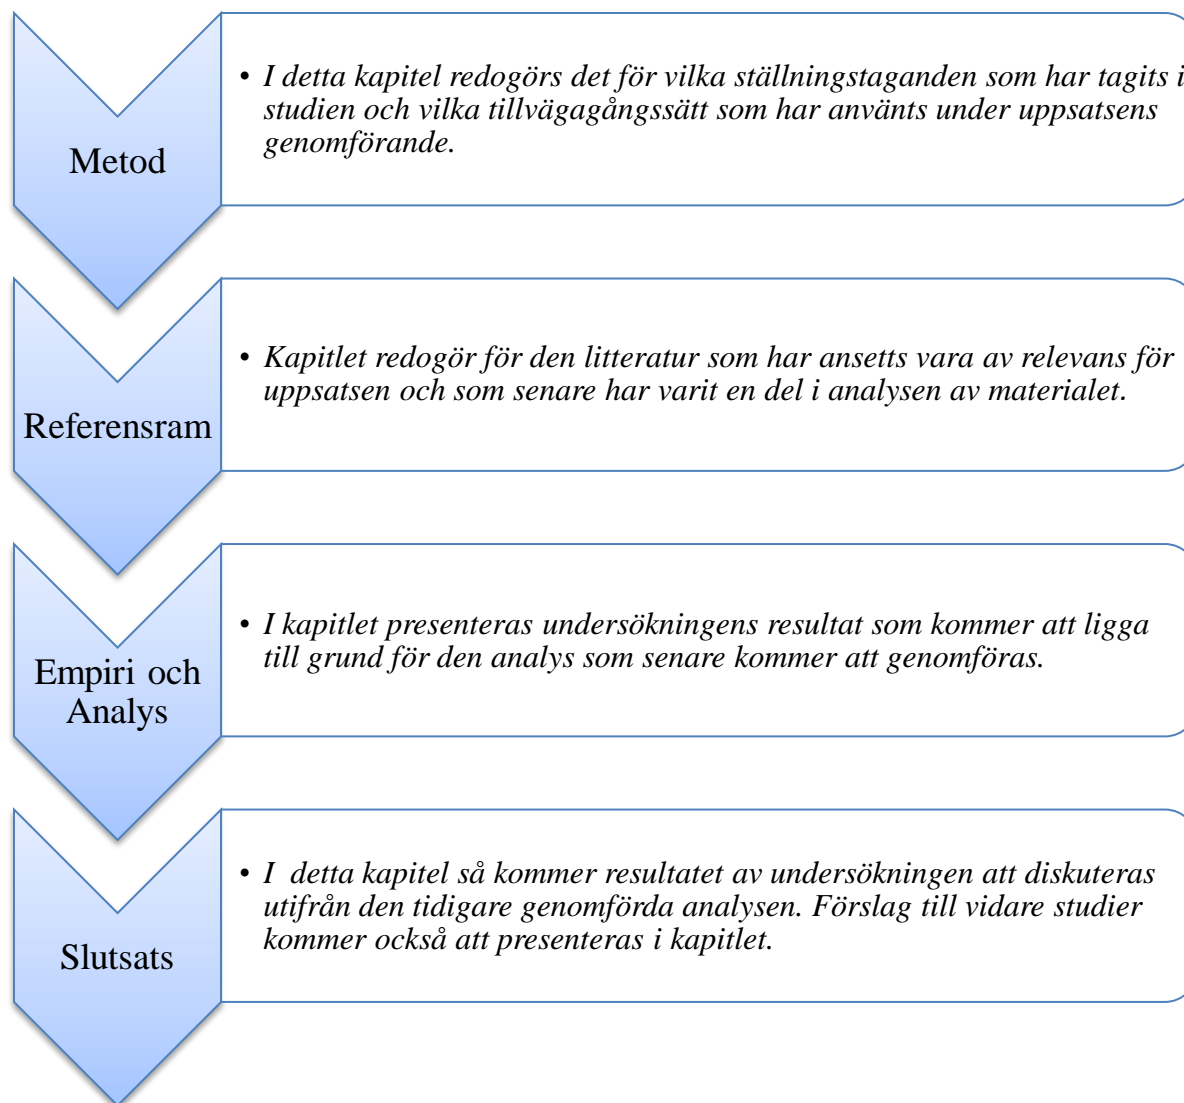 Metod
• I detta kapitel redogörs det för vilka ställningstaganden som har tagits i
studien och vilka tillvägagångssätt som har använts under uppsatsens
genomförande.
Referensram
• Kapitlet redogör för den litteratur som har ansetts vara av relevans för
uppsatsen och som senare har varit en del i analysen av materialet.
Empiri och
Analys
• I kapitlet presenteras undersökningens resultat som kommer att ligga
till grund för den analys som senare kommer att genomföras.
Slutsats
• I detta kapitel så kommer resultatet av undersökningen att diskuteras
utifrån den tidigare genomförda analysen. Förslag till vidare studier
kommer också att presenteras i kapitlet.